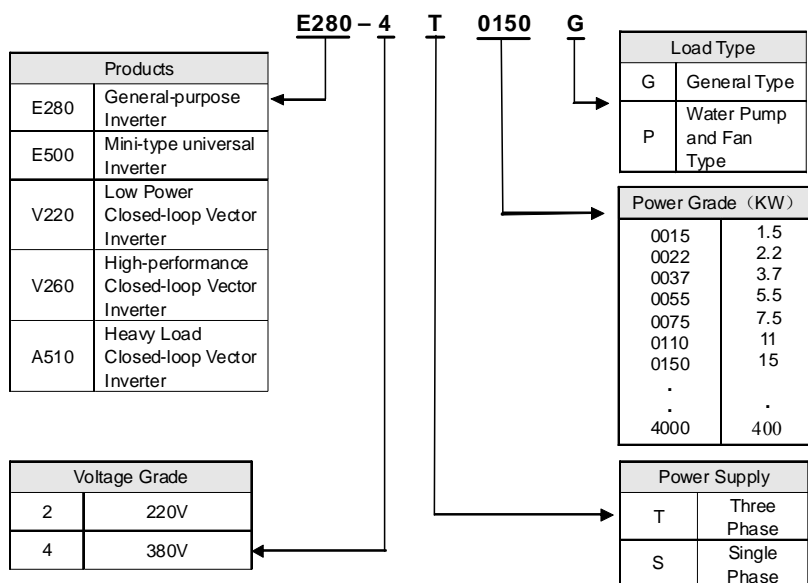 E280 – 4 T 0150 G
Products
E280 General-purpose
Inverter
E500 Mini-type universal
Inverter
V220 Low Power
Closed-loop Vector
Inverter
V260 High-performance
Closed-loop Vector
Inverter
A510 Heavy Load
Closed-loop Vector
Inverter
Load Type
G General Type
P Water Pump
and Fan
Type
Power Grade（KW）
0015 1.5
0022 2.2
0037 3.7
0055 5.5
0075 7.5
0110 11
0150 15
.
. .
4000 400
Voltage Grade
2 220V
4 380V
Power Supply
T Three
Phase
S Single
Phase